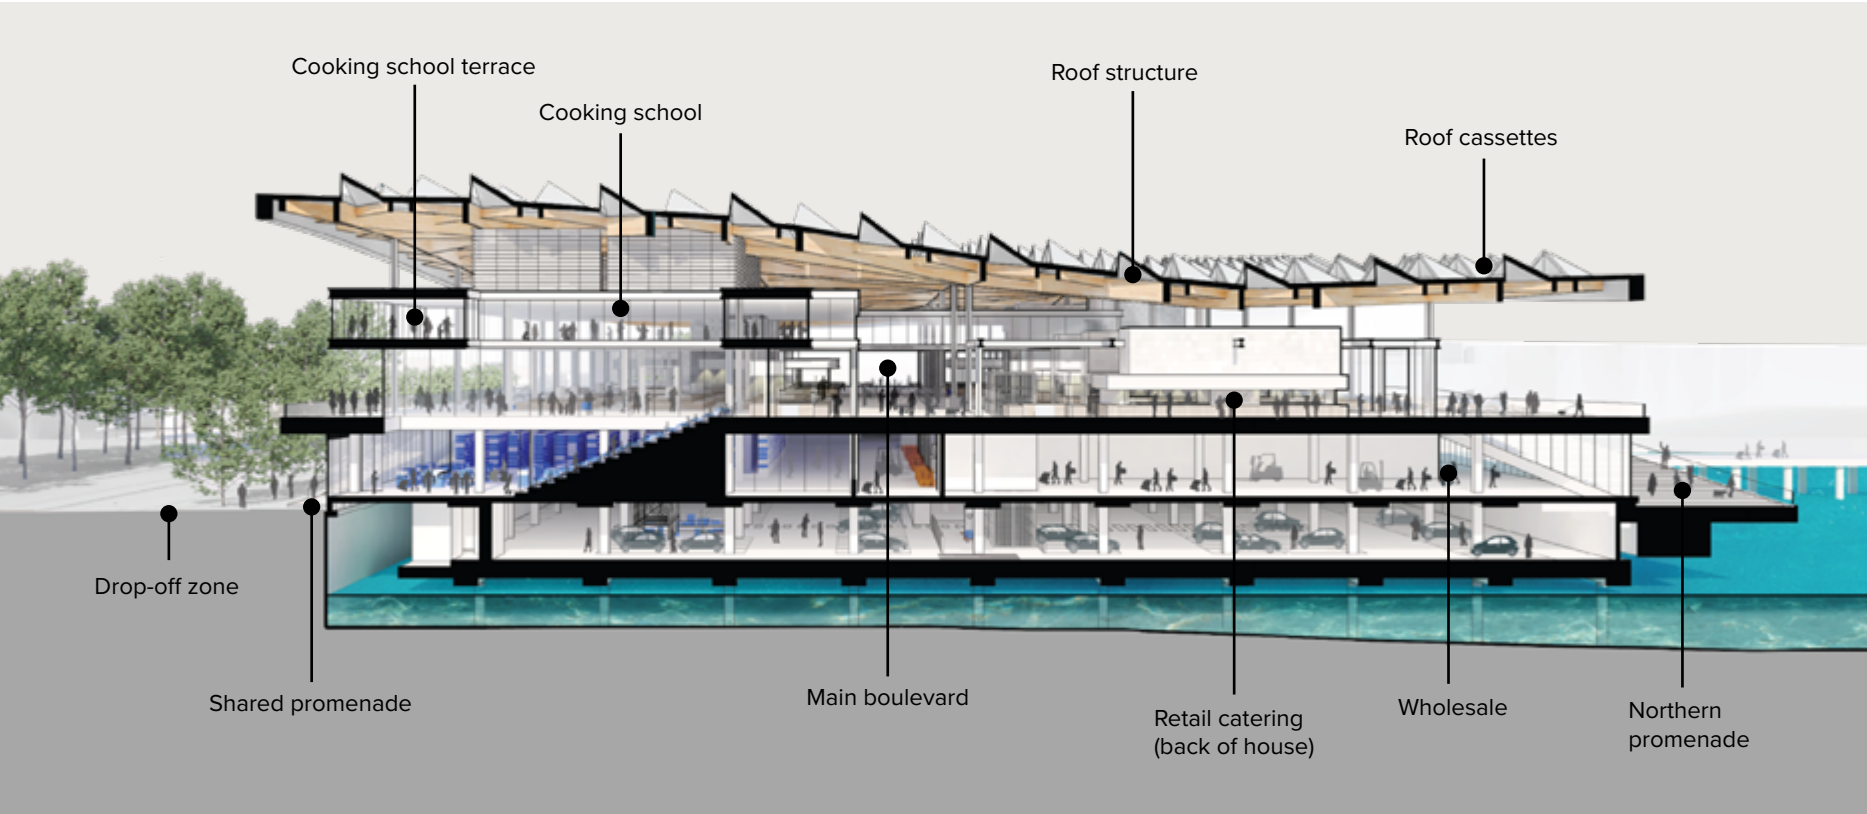 Cooking school terrace
Roof structure
Cooking school
Roof cassettes
Drop-off zone
Shared promenade
Main boulevard
Retail catering
(back of house)
Wholesale
Northern
promenade